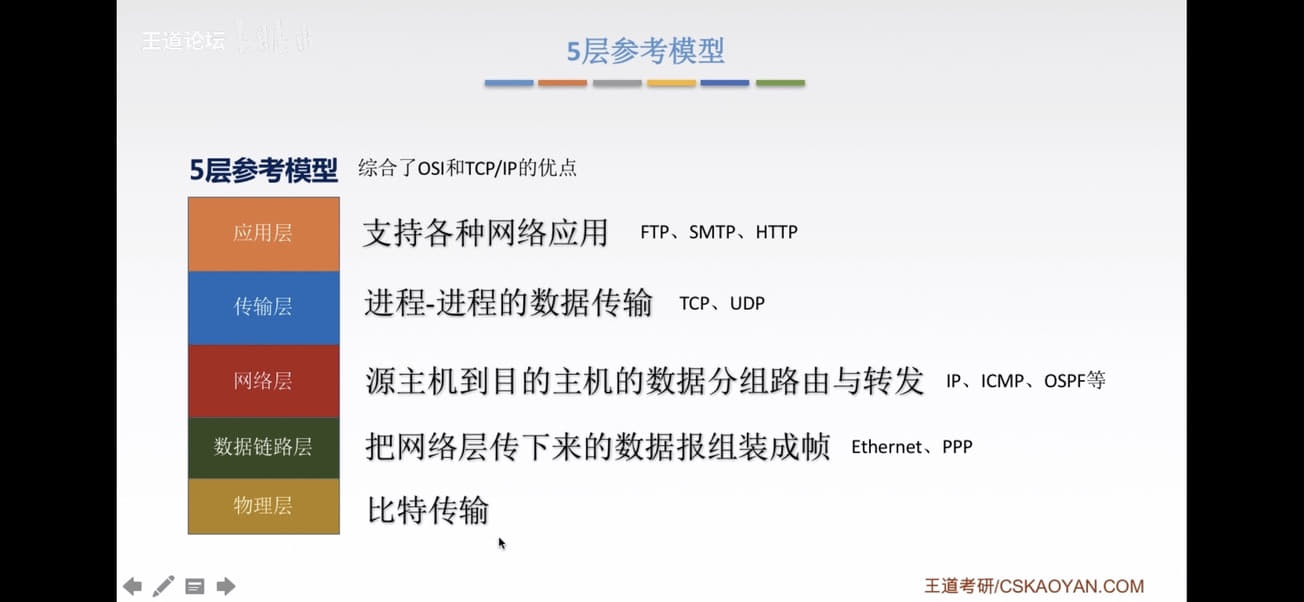 王道论坛
5层参考模型
5层参考模型 综合了OSI和TCP/IP的优点
应用层 支持各种网络应用 FTP、SMTP、HTTP
传输层 进程-进程的数据传输 TCP、UDP
网络层 源主机到目的主机的数据分组路由与转发 IP、ICMP、OSPF等
数据链路层 把网络层传下来的数据报组装成帧 Ethernet、PPP
物理层 比特传输
王道考研/CSKAOYAN.COM